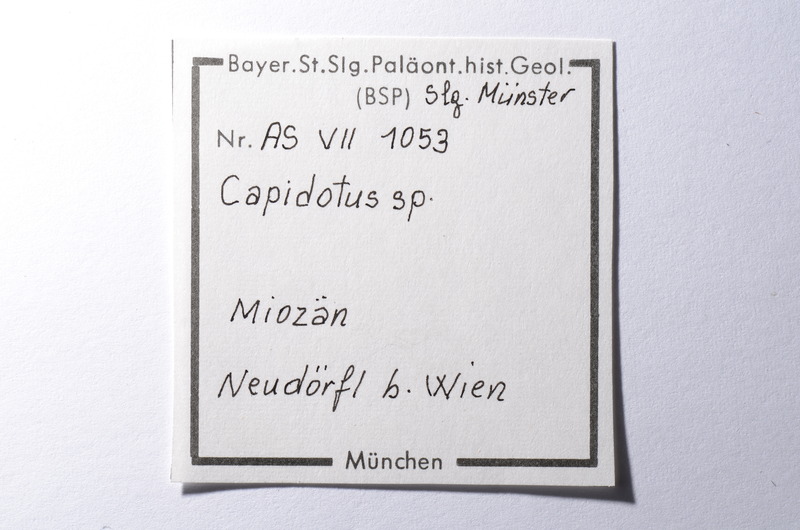 Bayer.St.Slg.Paläont.hist.Geol.
(BSP) Slg. Münster
Nr. AS VII 1053
Capidotus sp.
Miozän
Neudörfl b. Wien
München